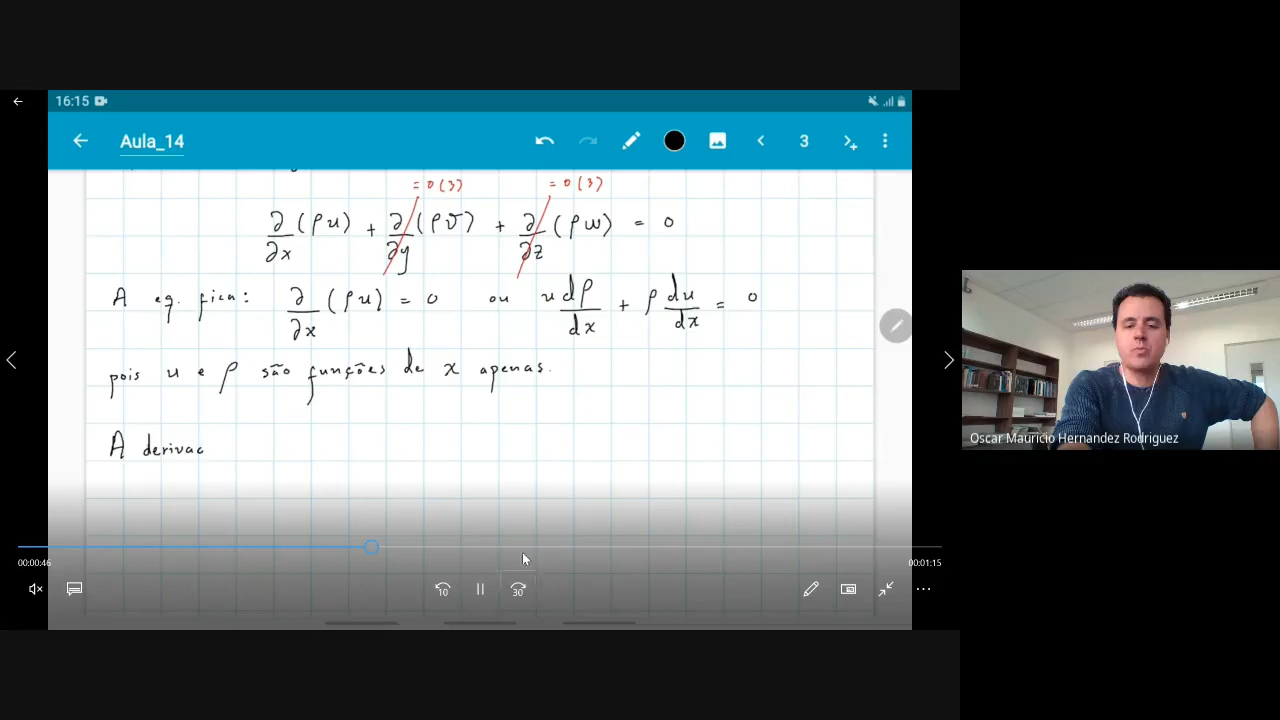 16:15
Aula_14
3
= 0 (3) = 0 (3)
∂/∂x (ρu) + ∂/∂y (ρv) + ∂/∂z (ρw) = 0
A eq. fica: ∂/∂x (ρu) = 0 ou u dρ/dx + ρ du/dx = 0
pois u e ρ são funções de x apenas.
A derivac
Oscar Mauricio Hernandez Rodriguez
00:00:46
00:01:15
10
30